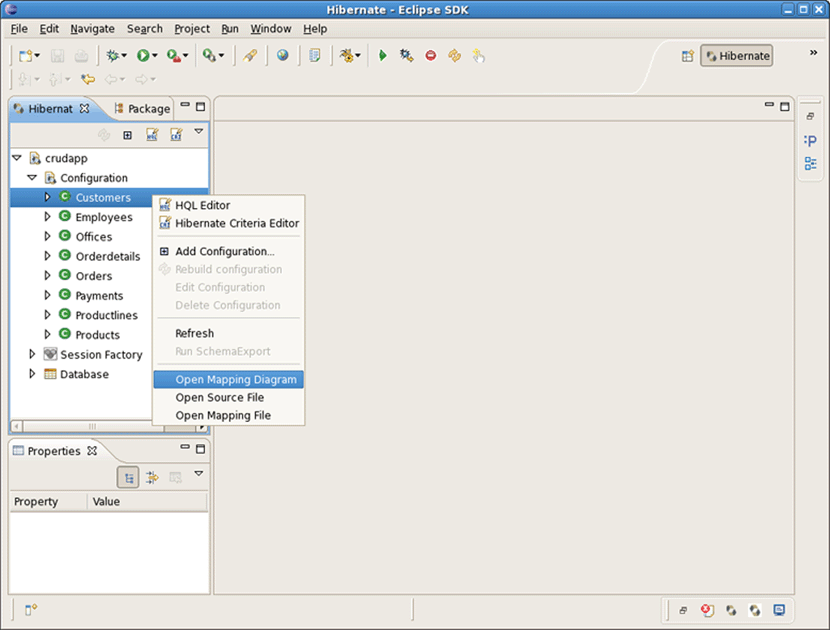 Hibernate - Eclipse SDK
File Edit Navigate Search Project Run Window Help
Hibernate
»
Hibernat Package
crudapp
Configuration
Customers
Employees
Offices
Orderdetails
Orders
Payments
Productlines
Products
Session Factory
Database
HQL Editor
Hibernate Criteria Editor
Add Configuration...
Rebuild configuration
Edit Configuration
Delete Configuration
Refresh
Run SchemaExport
Open Mapping Diagram
Open Source File
Open Mapping File
Properties
Property Value